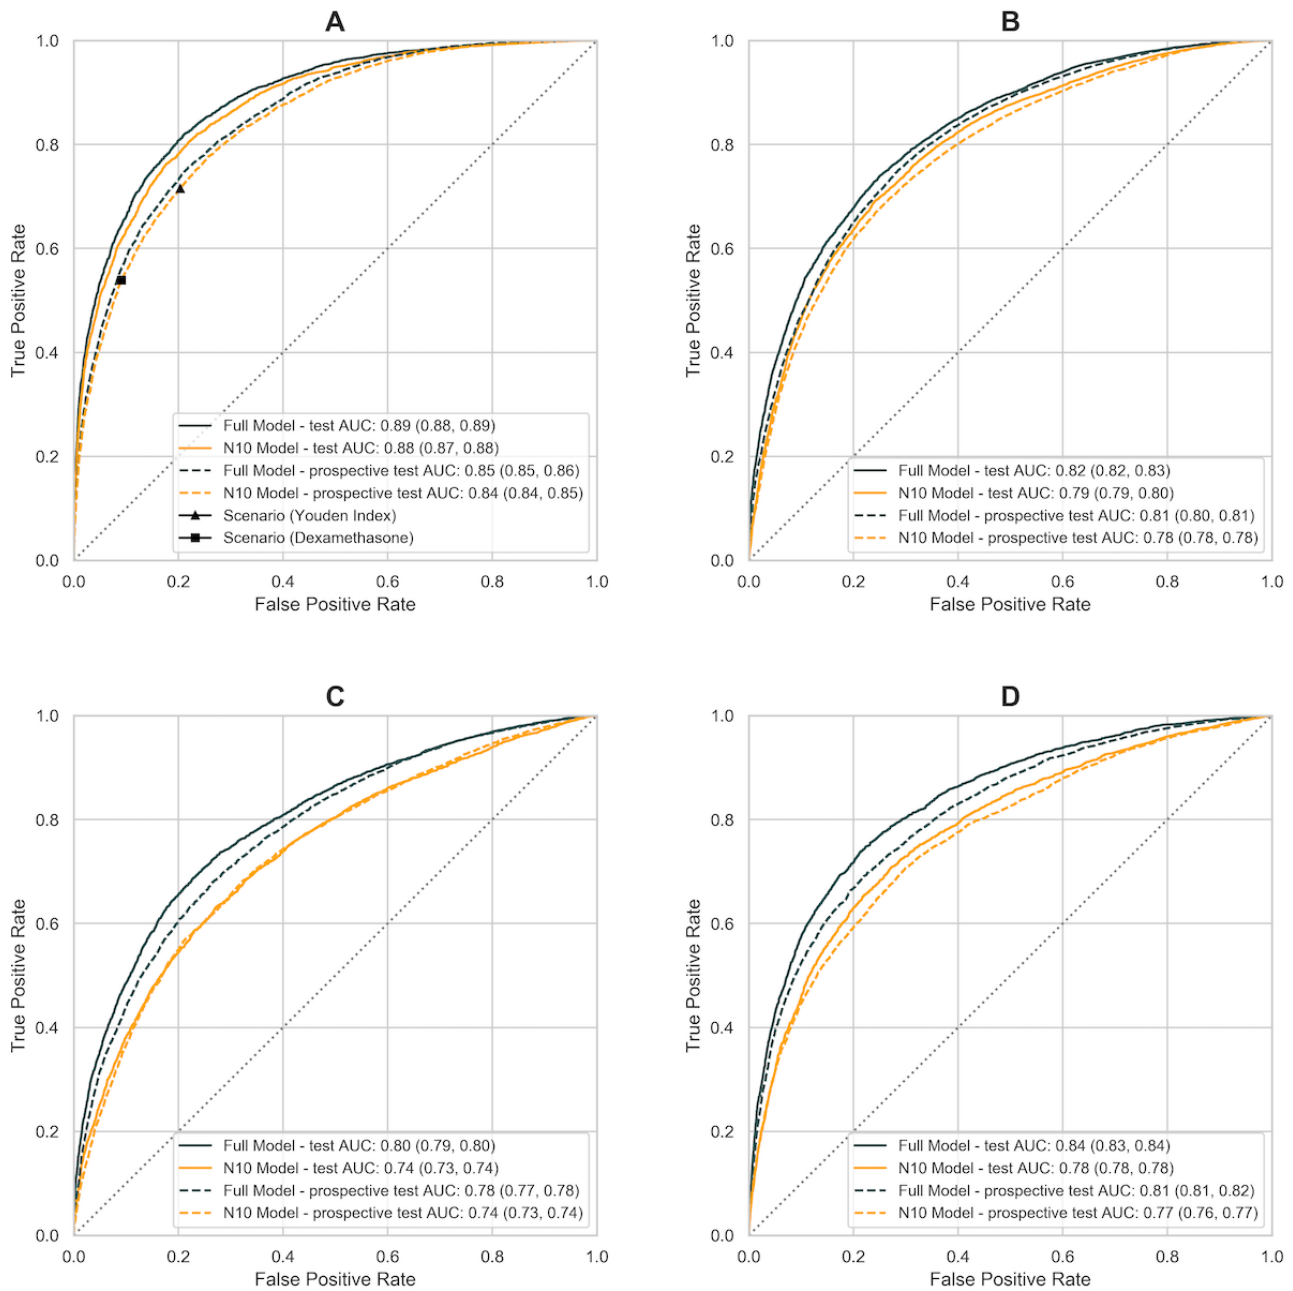 A
True Positive Rate
1.0
0.8
0.6
0.4
0.2
0.0
Full Model - test AUC: 0.89 (0.88, 0.89)
N10 Model - test AUC: 0.88 (0.87, 0.88)
Full Model - prospective test AUC: 0.85 (0.85, 0.86)
N10 Model - prospective test AUC: 0.84 (0.84, 0.85)
Scenario (Youden Index)
Scenario (Dexamethasone)
0.0 0.2 0.4 0.6 0.8 1.0
False Positive Rate
B
True Positive Rate
1.0
0.8
0.6
0.4
0.2
0.0
Full Model - test AUC: 0.82 (0.82, 0.83)
N10 Model - test AUC: 0.79 (0.79, 0.80)
Full Model - prospective test AUC: 0.81 (0.80, 0.81)
N10 Model - prospective test AUC: 0.78 (0.78, 0.78)
0.0 0.2 0.4 0.6 0.8 1.0
False Positive Rate
C
True Positive Rate
1.0
0.8
0.6
0.4
0.2
0.0
Full Model - test AUC: 0.80 (0.79, 0.80)
N10 Model - test AUC: 0.74 (0.73, 0.74)
Full Model - prospective test AUC: 0.78 (0.77, 0.78)
N10 Model - prospective test AUC: 0.74 (0.73, 0.74)
0.0 0.2 0.4 0.6 0.8 1.0
False Positive Rate
D
True Positive Rate
1.0
0.8
0.6
0.4
0.2
0.0
Full Model - test AUC: 0.84 (0.83, 0.84)
N10 Model - test AUC: 0.78 (0.78, 0.78)
Full Model - prospective test AUC: 0.81 (0.81, 0.82)
N10 Model - prospective test AUC: 0.77 (0.76, 0.77)
0.0 0.2 0.4 0.6 0.8 1.0
False Positive Rate